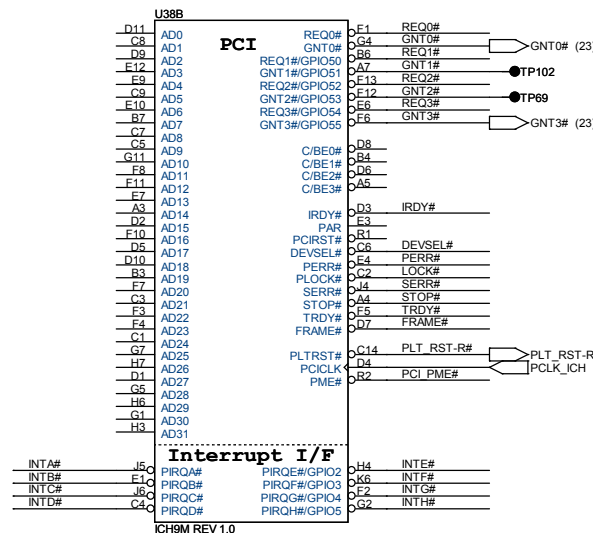 U38B
PCI
D11 AD0 REQ0# F1 REQ0#
C8 AD1 GNT0# G4 GNT0# GNT0# (23)
D9 AD2 REQ1#/GPIO50 B6 REQ1#
E12 AD3 GNT1#/GPIO51 A7 GNT1# TP102
E9 AD4 REQ2#/GPIO52 F13 REQ2#
C9 AD5 GNT2#/GPIO53 F12 GNT2# TP69
E10 AD6 REQ3#/GPIO54 E6 REQ3#
B7 AD7 GNT3#/GPIO55 F6 GNT3# GNT3# (23)
C7 AD8
C5 AD9 C/BE0# D8
G11 AD10 C/BE1# B4
F8 AD11 C/BE2# D6
F11 AD12 C/BE3# A5
E7 AD13
A3 AD14 IRDY# D3 IRDY#
D2 AD15 PAR E3
F10 AD16 PCIRST# R1
D5 AD17 DEVSEL# C6 DEVSEL#
D10 AD18 PERR# E4 PERR#
B3 AD19 PLOCK# C2 LOCK#
F7 AD20 SERR# J4 SERR#
C3 AD21 STOP# A4 STOP#
F3 AD22 TRDY# F5 TRDY#
F4 AD23 FRAME# D7 FRAME#
C1 AD24
G7 AD25 PLTRST# C14 PLT_RST-R# PLT_RST-R
H7 AD26 PCICLK D4 PCLK_ICH
D1 AD27 PME# R2 PCI_PME#
G5 AD28
H6 AD29
G1 AD30
H3 AD31
Interrupt I/F
INTA# J5 PIRQA# PIRQE#/GPIO2 H4 INTE#
INTB# E1 PIRQB# PIRQF#/GPIO3 K6 INTF#
INTC# J6 PIRQC# PIRQG#/GPIO4 F2 INTG#
INTD# C4 PIRQD# PIRQH#/GPIO5 G2 INTH#
ICH9M REV 1.0